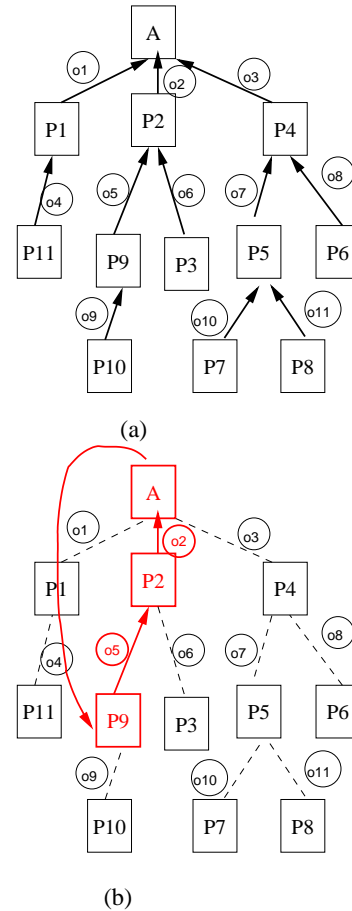 A
o1 o2 o3
P1 P2 P4
o4 o5 o6 o7 o8
P11 P9 P3 P5 P6
o9 o10 o11
P10 P7 P8
(a)
A
o1 o2 o3
P1 P2 P4
o4 o5 o6 o7 o8
P11 P9 P3 P5 P6
o9 o10 o11
P10 P7 P8
(b)